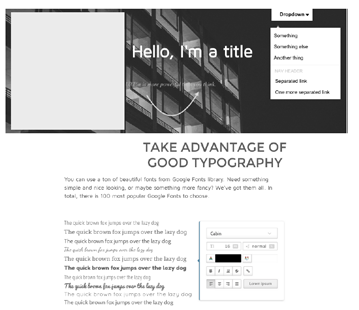 Dropdown
Something
Hello, I'm a title
Something else
Another thing
NAV HEADER
Separated link
One more separated link
TAKE ADVANTAGE OF
GOOD TYPOGRAPHY
You can use a ton of beautiful fonts from Google Fonts library. Need something
simple and nice looking, or maybe something more fancy? We've got them all. In
total, there is 100 most popular Google Fonts to choose
The quick brown fox jumps over the lazy dog
The quick brown fox jumps over the lazy dog
The quick brown fox jumps over the lazy dog
The quick brown fox jumps over the lazy dog
The quick brown fox jumps over the lazy dog
The quick brown fox jumps over the lazy dog
The quick brown fox jumps over the lazy dog
The quick brown fox jumps over the lazy dog
The quick brown fox jumps over the lazy dog
The quick brown fox jumps over the lazy dog
Cabin
normal
B I S
Lorem ipsum